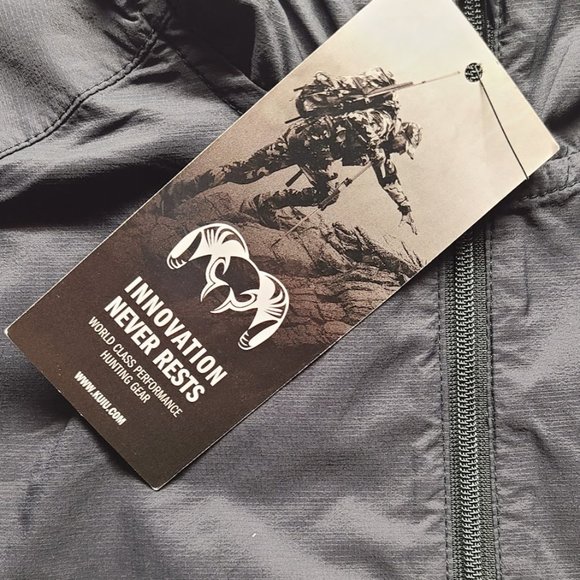 INNOVATION
NEVER RESTS
WORLD CLASS PERFORMANCE
HUNTING GEAR
WWW.KUIU.COM